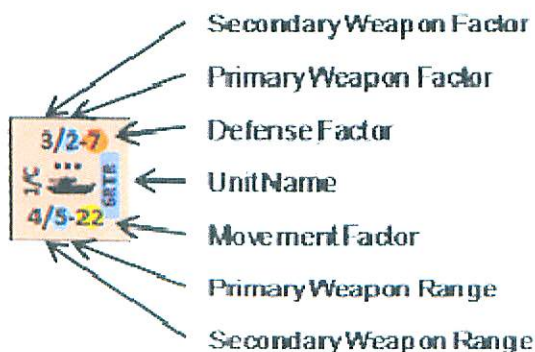 Secondary Weapon Factor
Primary Weapon Factor
3/2-7
Defense Factor
1/C
6RTR
Unit Name
4/5-22
Movement Factor
Primary Weapon Range
Secondary Weapon Range